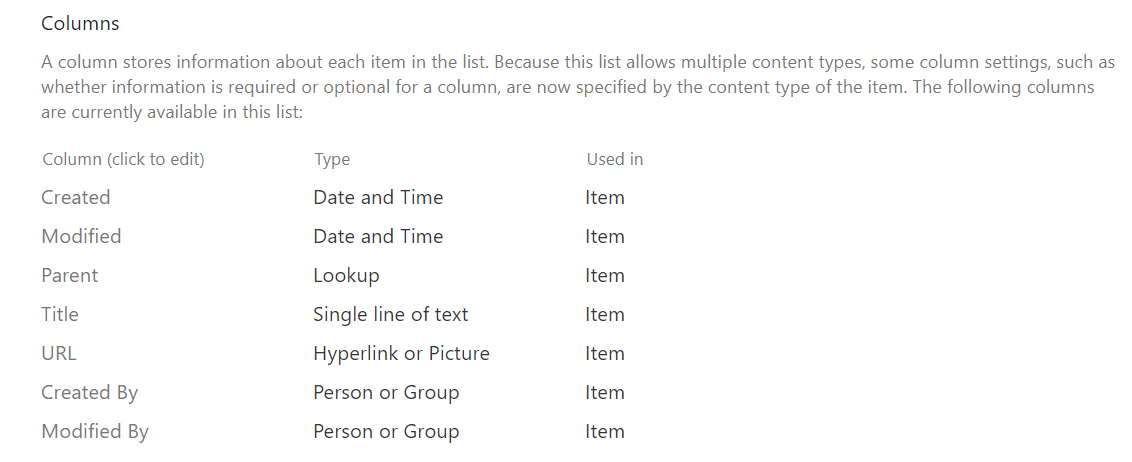 Columns
A column stores information about each item in the list. Because this list allows multiple content types, some column settings, such as
whether information is required or optional for a column, are now specified by the content type of the item. The following columns
are currently available in this list:
Column (click to edit) Type Used in
Created Date and Time Item
Modified Date and Time Item
Parent Lookup Item
Title Single line of text Item
URL Hyperlink or Picture Item
Created By Person or Group Item
Modified By Person or Group Item